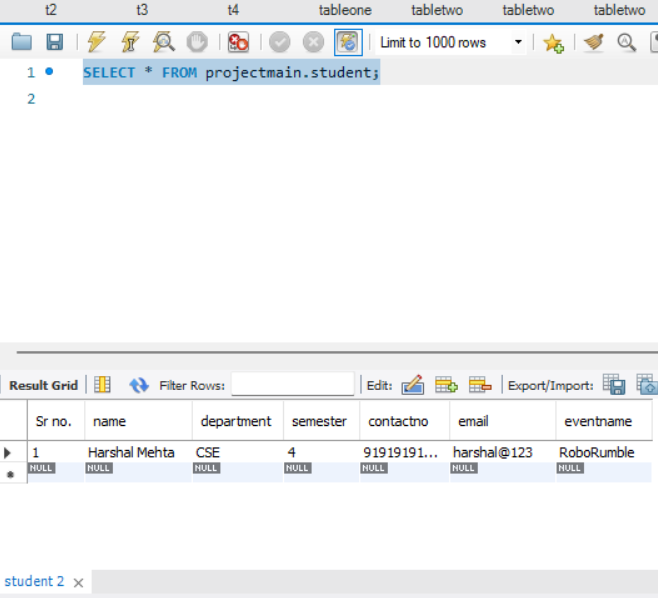 t2 t3 t4 tableone tabletwo tabletwo tabletwo
Limit to 1000 rows
1 SELECT * FROM projectmain.student;
2
Result Grid Filter Rows: Edit: Export/Import:
Sr no. name department semester contactno email eventname
1 Harshal Mehta CSE 4 91919191... harshal@123 RoboRumble
NULL NULL NULL NULL NULL NULL NULL
student 2